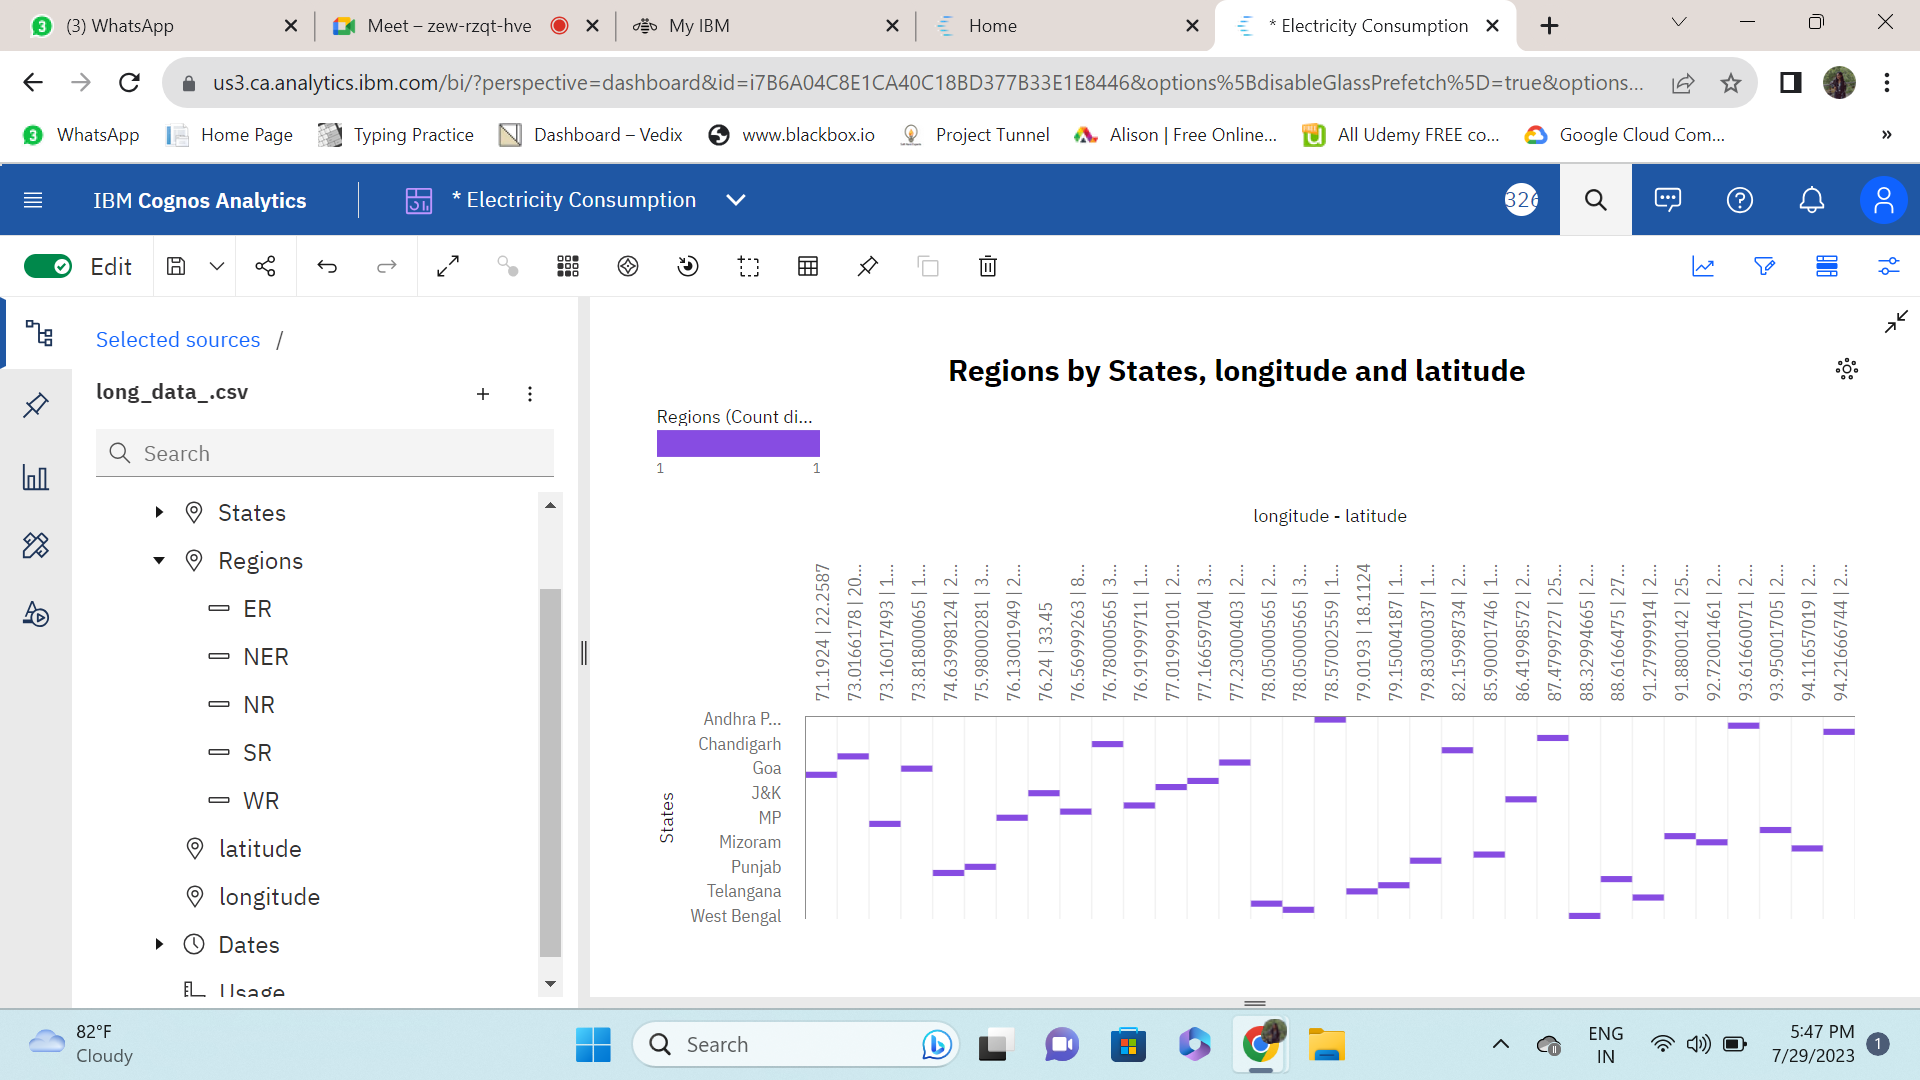 (3) WhatsApp
Meet – zew-rzqt-hve
My IBM
Home
* Electricity Consumption
us3.ca.analytics.ibm.com/bi/?perspective=dashboard&id=i7B6A04C8E1CA40C18BD377B33E1E8446&options%5BdisableGlassPrefetch%5D=true&options...
3 WhatsApp
Home Page
Typing Practice
Dashboard – Vedix
www.blackbox.io
Project Tunnel
Alison | Free Online...
All Udemy FREE co...
Google Cloud Com...
»
IBM Cognos Analytics
* Electricity Consumption
326
Edit
Selected sources /
long_data_.csv
Search
States
Regions
ER
NER
NR
SR
WR
latitude
longitude
Dates
Usage
Regions by States, longitude and latitude
Regions (Count di...
1 1
longitude - latitude
71.1924 | 22.2587
73.0166178 | 20...
73.16017493 | 1...
73.81800065 | 1...
74.63998124 | 2...
75.98000281 | 3...
76.13001949 | 2...
76.24 | 33.45
76.56999263 | 8...
76.78000565 | 3...
76.91999711 | 1...
77.01999101 | 2...
77.16659704 | 3...
77.23000403 | 2...
78.05000565 | 2...
78.05000565 | 3...
78.57002559 | 1...
79.0193 | 18.1124
79.15004187 | 1...
79.83000037 | 1...
82.15998734 | 2...
85.90001746 | 1...
86.41998572 | 2...
87.4799727 | 25...
88.32994665 | 2...
88.6166475 | 27...
91.27999914 | 2...
91.8800142 | 25...
92.72001461 | 2...
93.61660071 | 2...
93.95001705 | 2...
94.11657019 | 2...
94.21666744 | 2...
States
Andhra P...
Chandigarh
Goa
J&K
MP
Mizoram
Punjab
Telangana
West Bengal
82°F
Cloudy
Search
ENG
IN
5:47 PM
7/29/2023
1